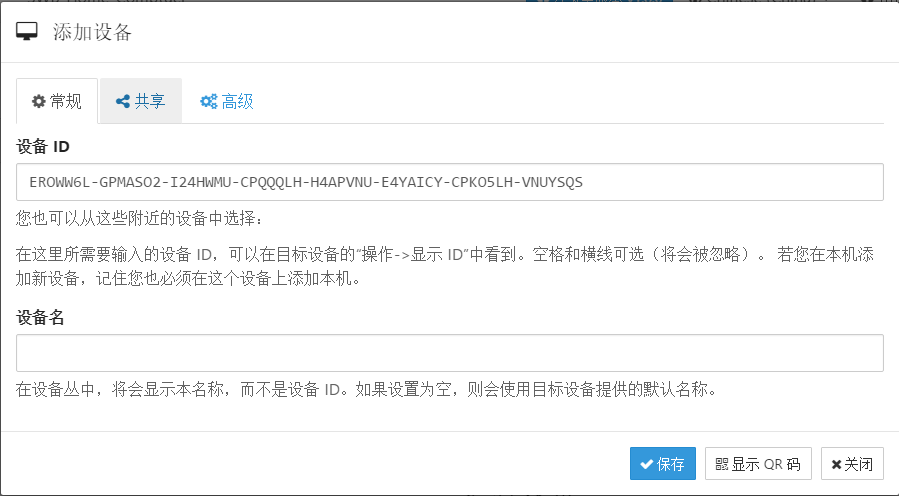 添加设备
常规
共享
高级
设备 ID
EROWW6L-GPMASO2-I24HWMU-CPQQQLH-H4APVNU-E4YAICY-CPKO5LH-VNUYSQS
您也可以从这些附近的设备中选择:
在这里所需要输入的设备 ID，可以在目标设备的“操作->显示 ID”中看到。空格和横线可选（将会被忽略）。 若您在本机添
加新设备，记住您也必须在这个设备上添加本机。
设备名
在设备丛中，将会显示本名称，而不是设备 ID。如果设置为空，则会使用目标设备提供的默认名称。
保存
显示 QR 码
关闭